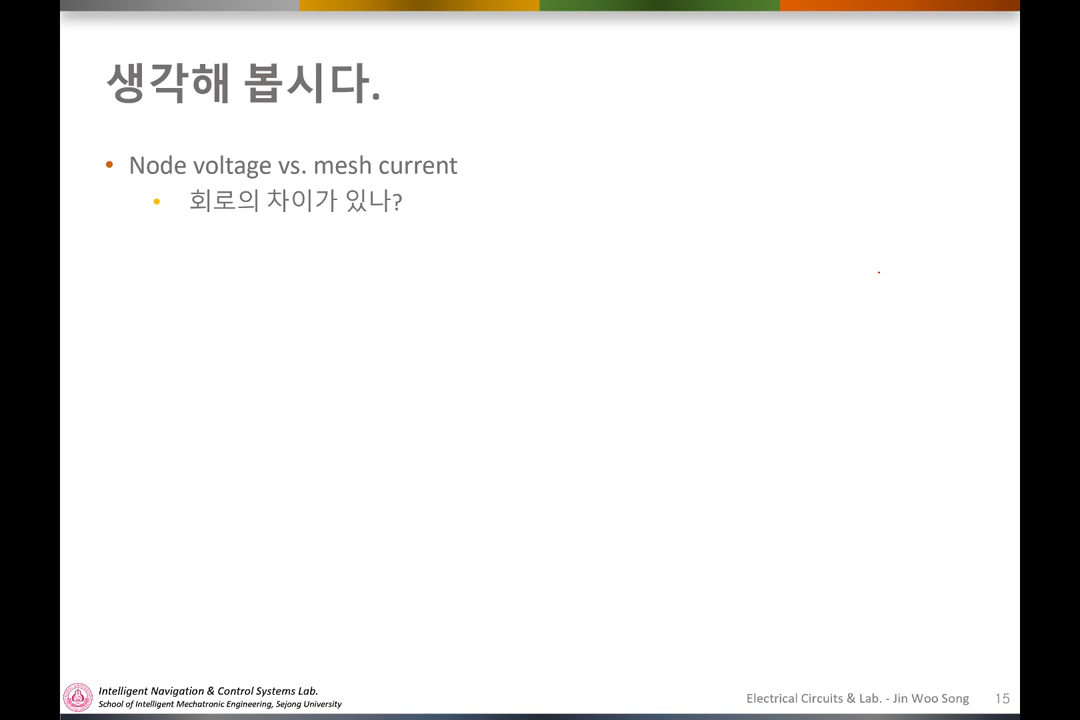 생각해 봅시다.
• Node voltage vs. mesh current
• 회로의 차이가 있나?
Intelligent Navigation & Control Systems Lab.
School of Intelligent Mechatronic Engineering, Sejong University
Electrical Circuits & Lab. - Jin Woo Song 15